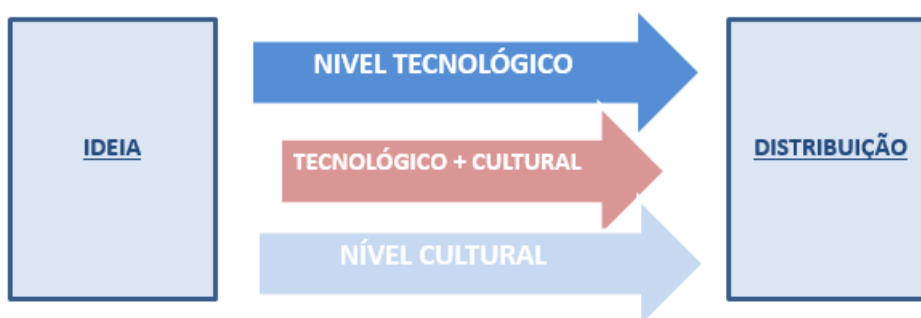 NIVEL TECNOLÓGICO
IDEIA
TECNOLÓGICO + CULTURAL
DISTRIBUIÇÃO
NÍVEL CULTURAL